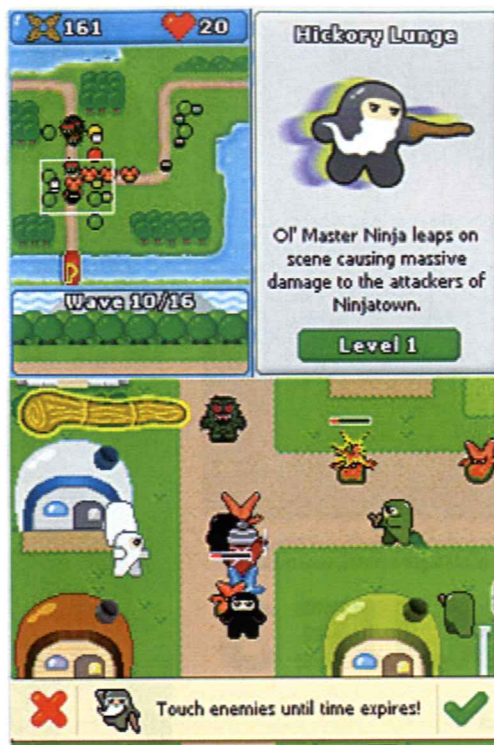 161
20
Wave 10/16
Hickory Lunge
Ol' Master Ninja leaps on
scene causing massive
damage to the attackers of
Ninjatown.
Level 1
Touch enemies until time expires!